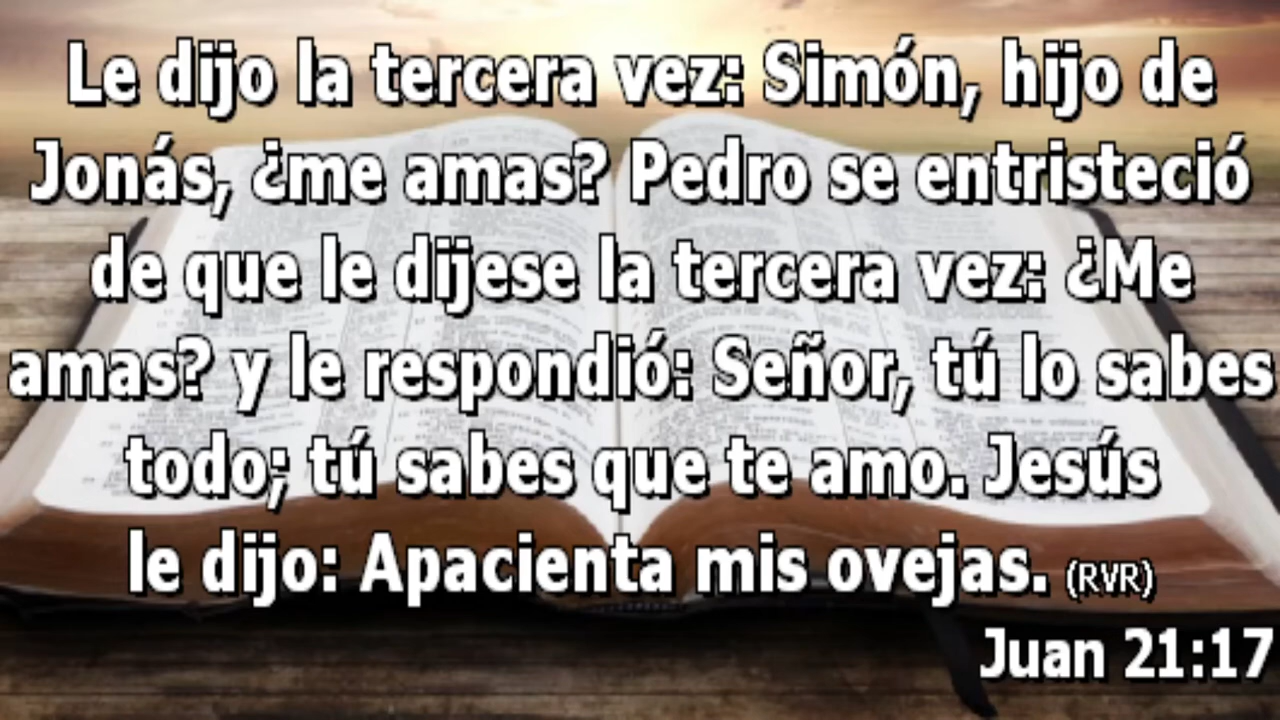 Le dijo la tercera vez: Simón, hijo de
Jonás, ¿me amas? Pedro se entristeció
de que le dijese la tercera vez: ¿Me
amas? y le respondió: Señor, tú lo sabes
todo; tú sabes que te amo. Jesús
le dijo: Apacienta mis ovejas. (RVR)
Juan 21:17